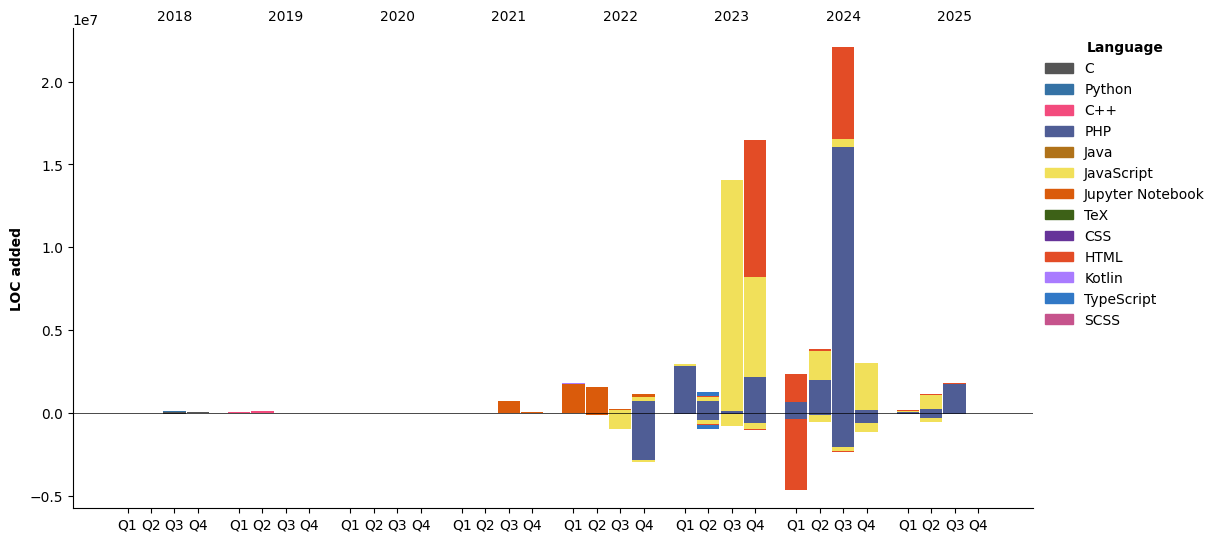 1e7
2018 2019 2020 2021 2022 2023 2024 2025
LOC added
2.0
1.5
1.0
0.5
0.0
−0.5
Q1 Q2 Q3 Q4 Q1 Q2 Q3 Q4 Q1 Q2 Q3 Q4 Q1 Q2 Q3 Q4 Q1 Q2 Q3 Q4 Q1 Q2 Q3 Q4 Q1 Q2 Q3 Q4 Q1 Q2 Q3 Q4
Language
C
Python
C++
PHP
Java
JavaScript
Jupyter Notebook
TeX
CSS
HTML
Kotlin
TypeScript
SCSS